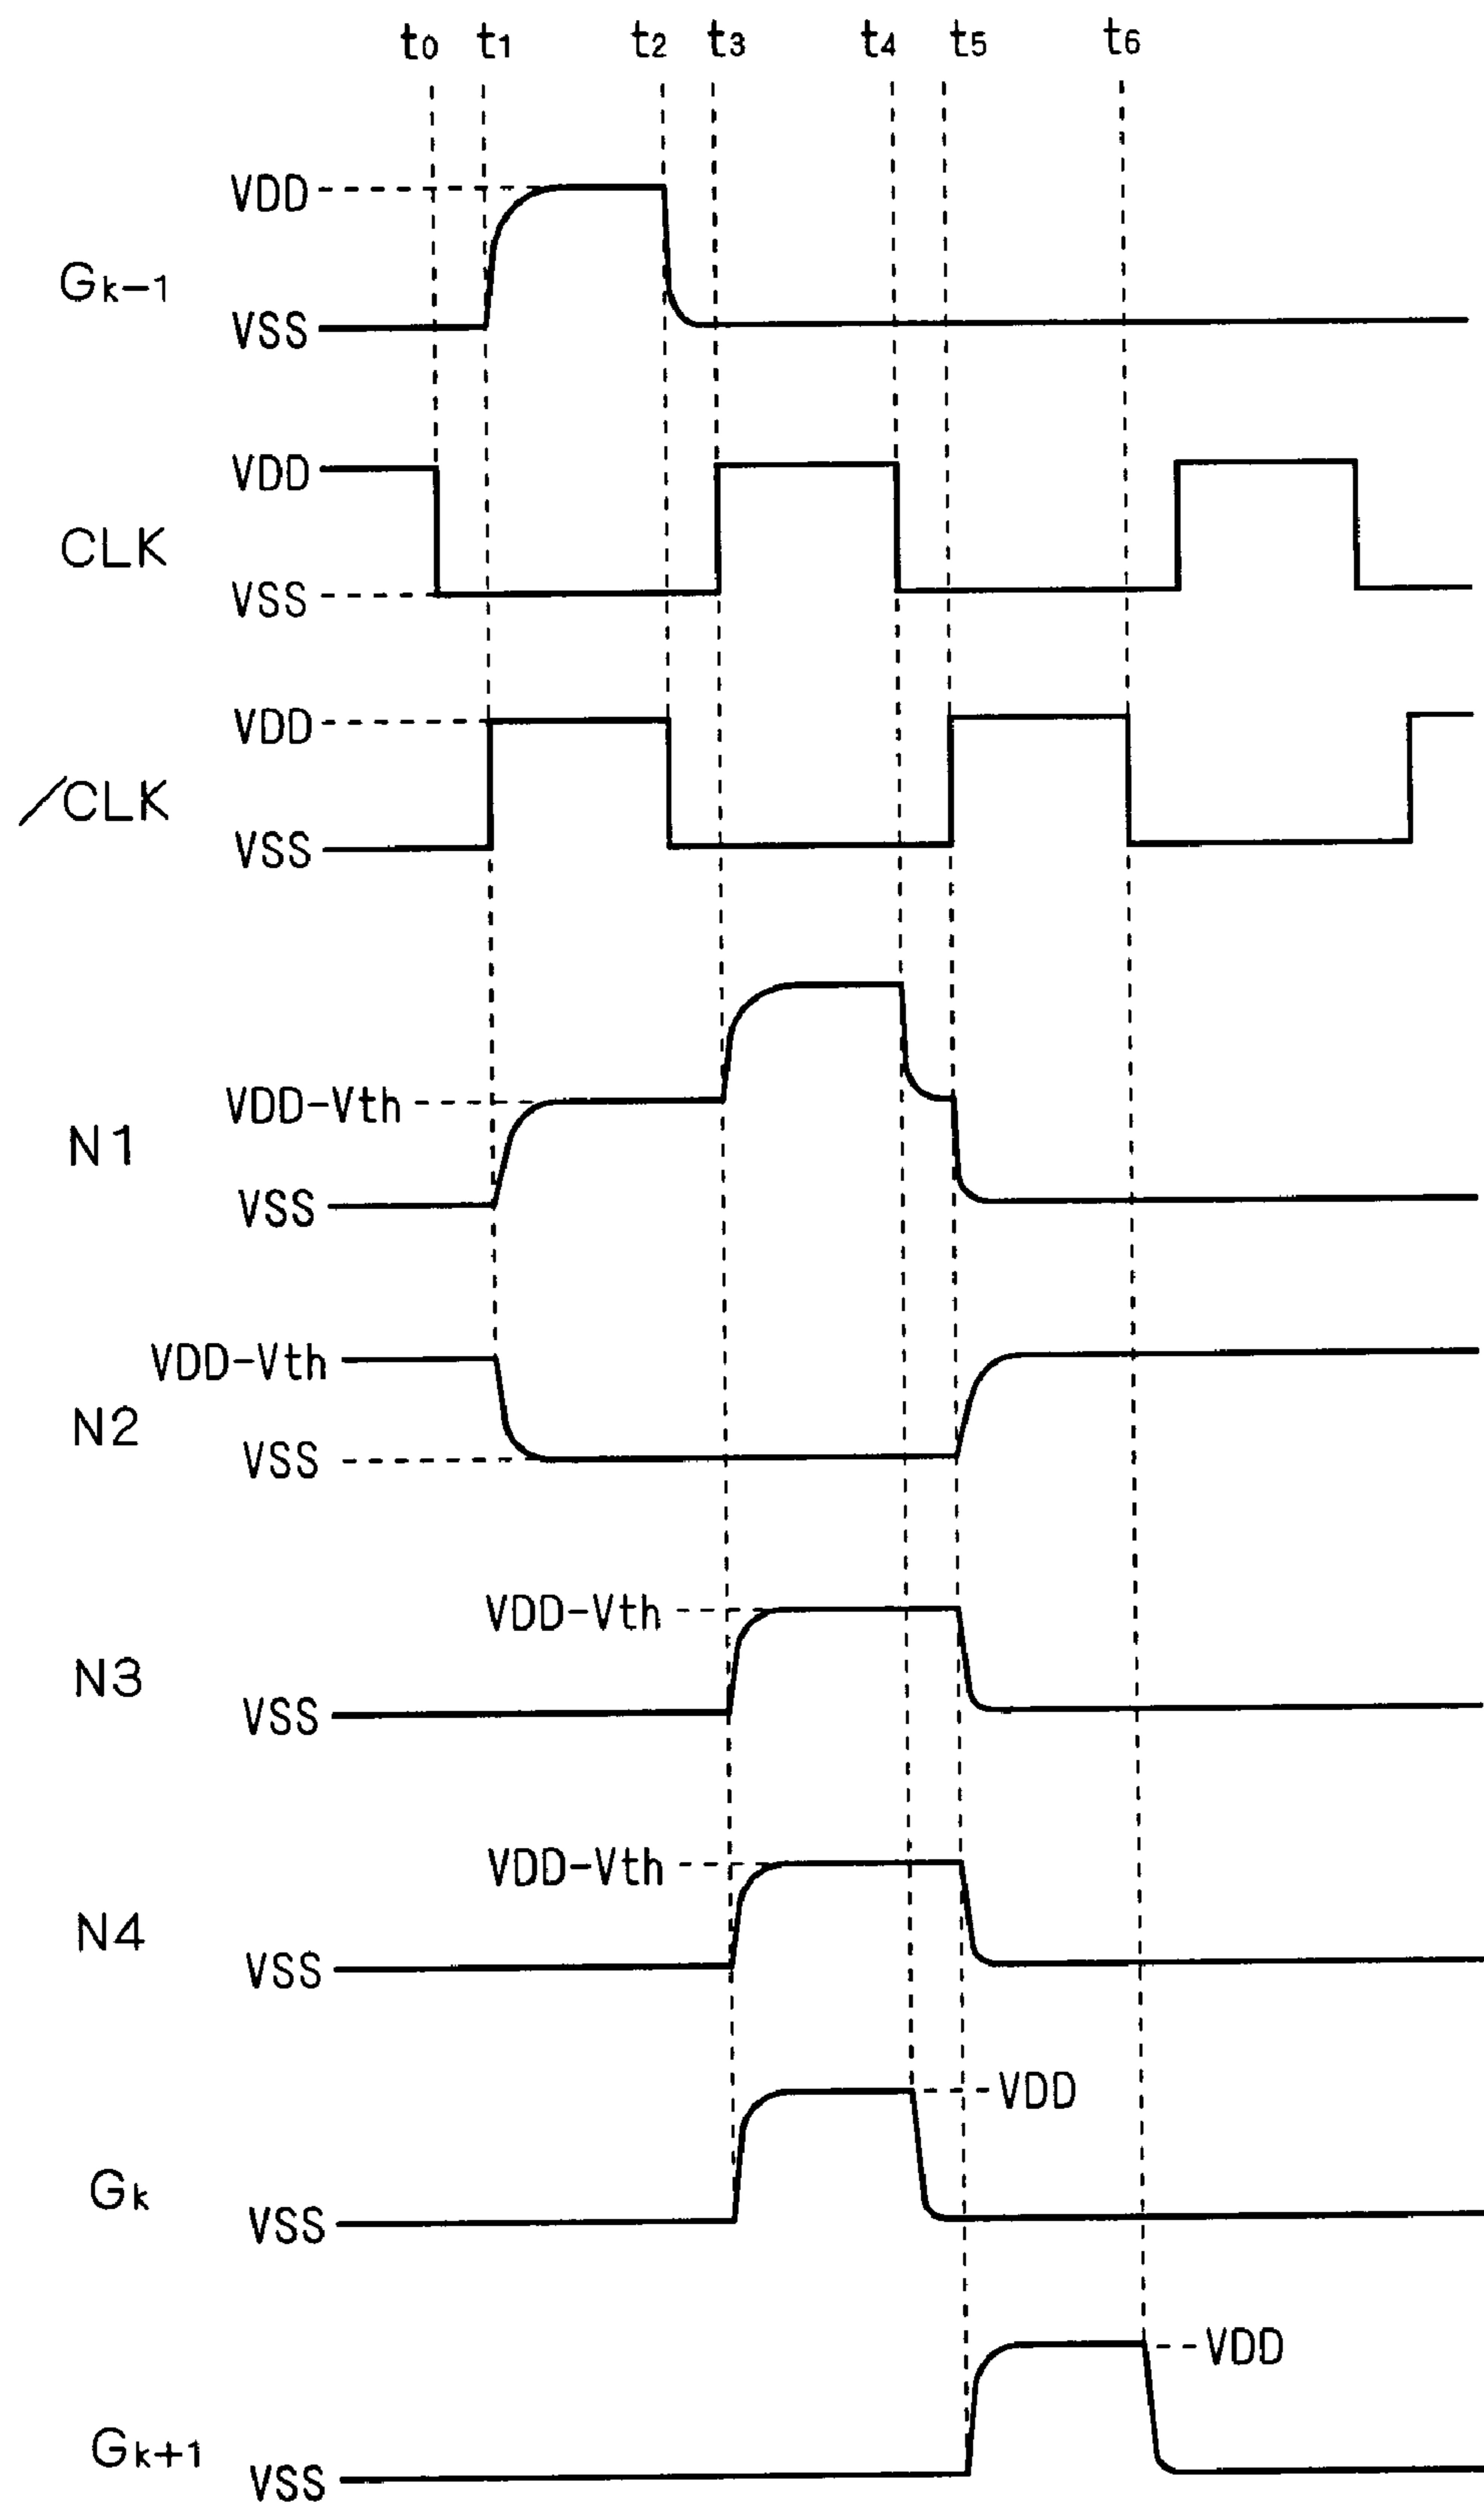 t0 t1 t2 t3 t4 t5 t6
VDD
Gk-1
VSS
VDD
CLK
VSS
VDD
/CLK
VSS
VDD-Vth
N1
VSS
VDD-Vth
N2
VSS
VDD-Vth
N3
VSS
VDD-Vth
N4
VSS
VDD
Gk
VSS
VDD
Gk+1
VSS